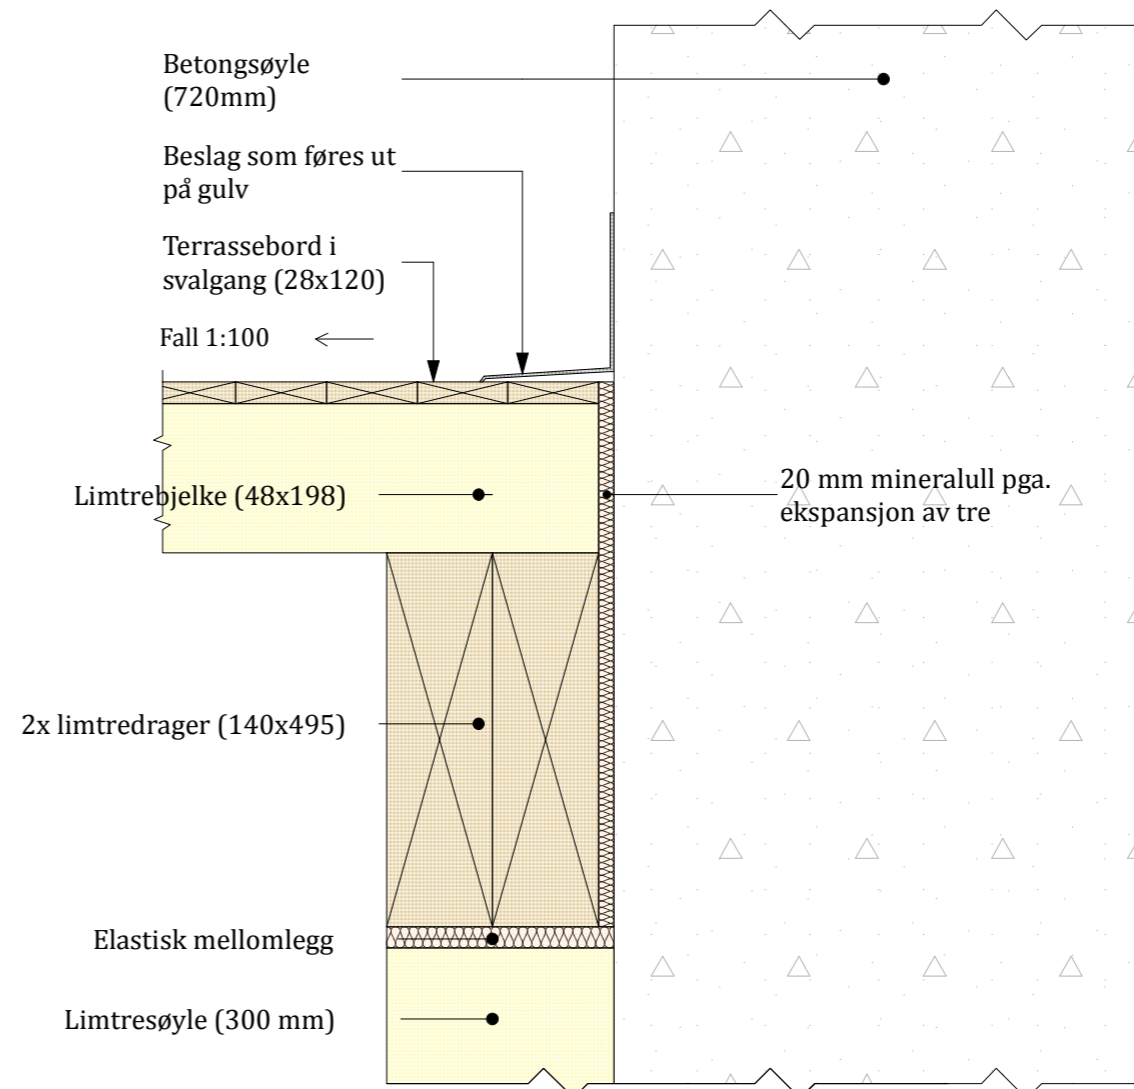 Betongsøyle
(720mm)
Beslag som føres ut
på gulv
Terrassebord i
svalgang (28x120)
Fall 1:100
Limtrebjelke (48x198)
20 mm mineralull pga.
ekspansjon av tre
2x limtredrager (140x495)
Elastisk mellomlegg
Limtresøyle (300 mm)